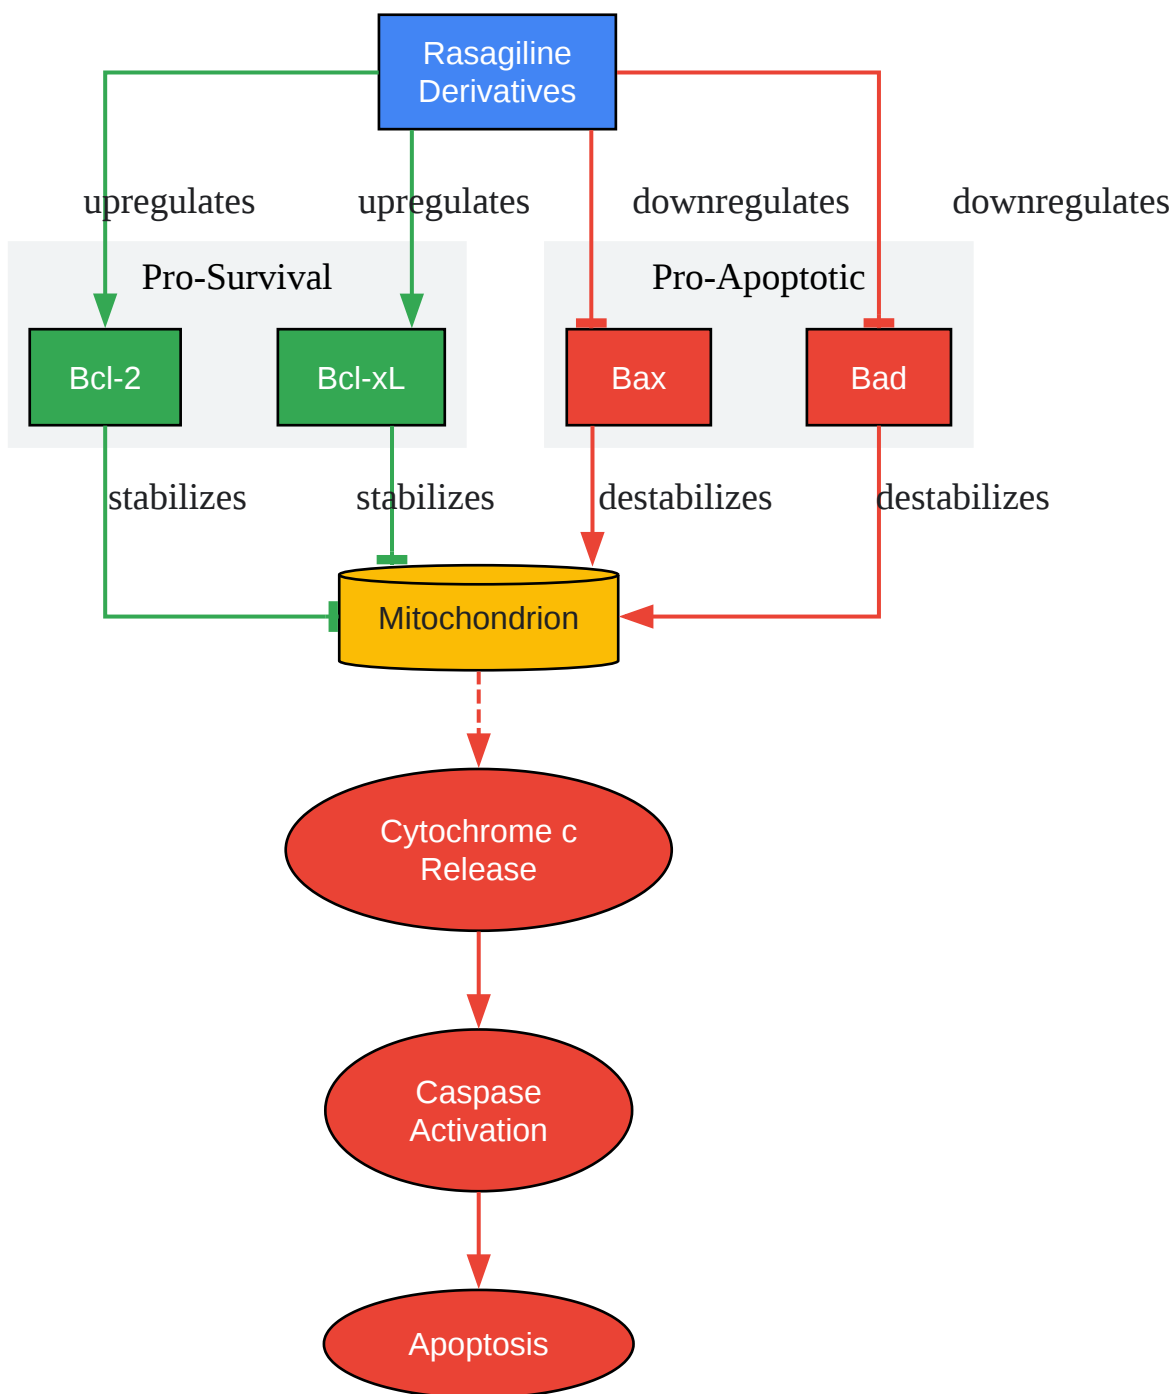 Rasagiline
Derivatives
upregulates
upregulates
downregulates
downregulates
Pro-Survival
Pro-Apoptotic
Bcl-2
Bcl-xL
Bax
Bad
stabilizes
stabilizes
destabilizes
destabilizes
Mitochondrion
Cytochrome c
Release
Caspase
Activation
Apoptosis